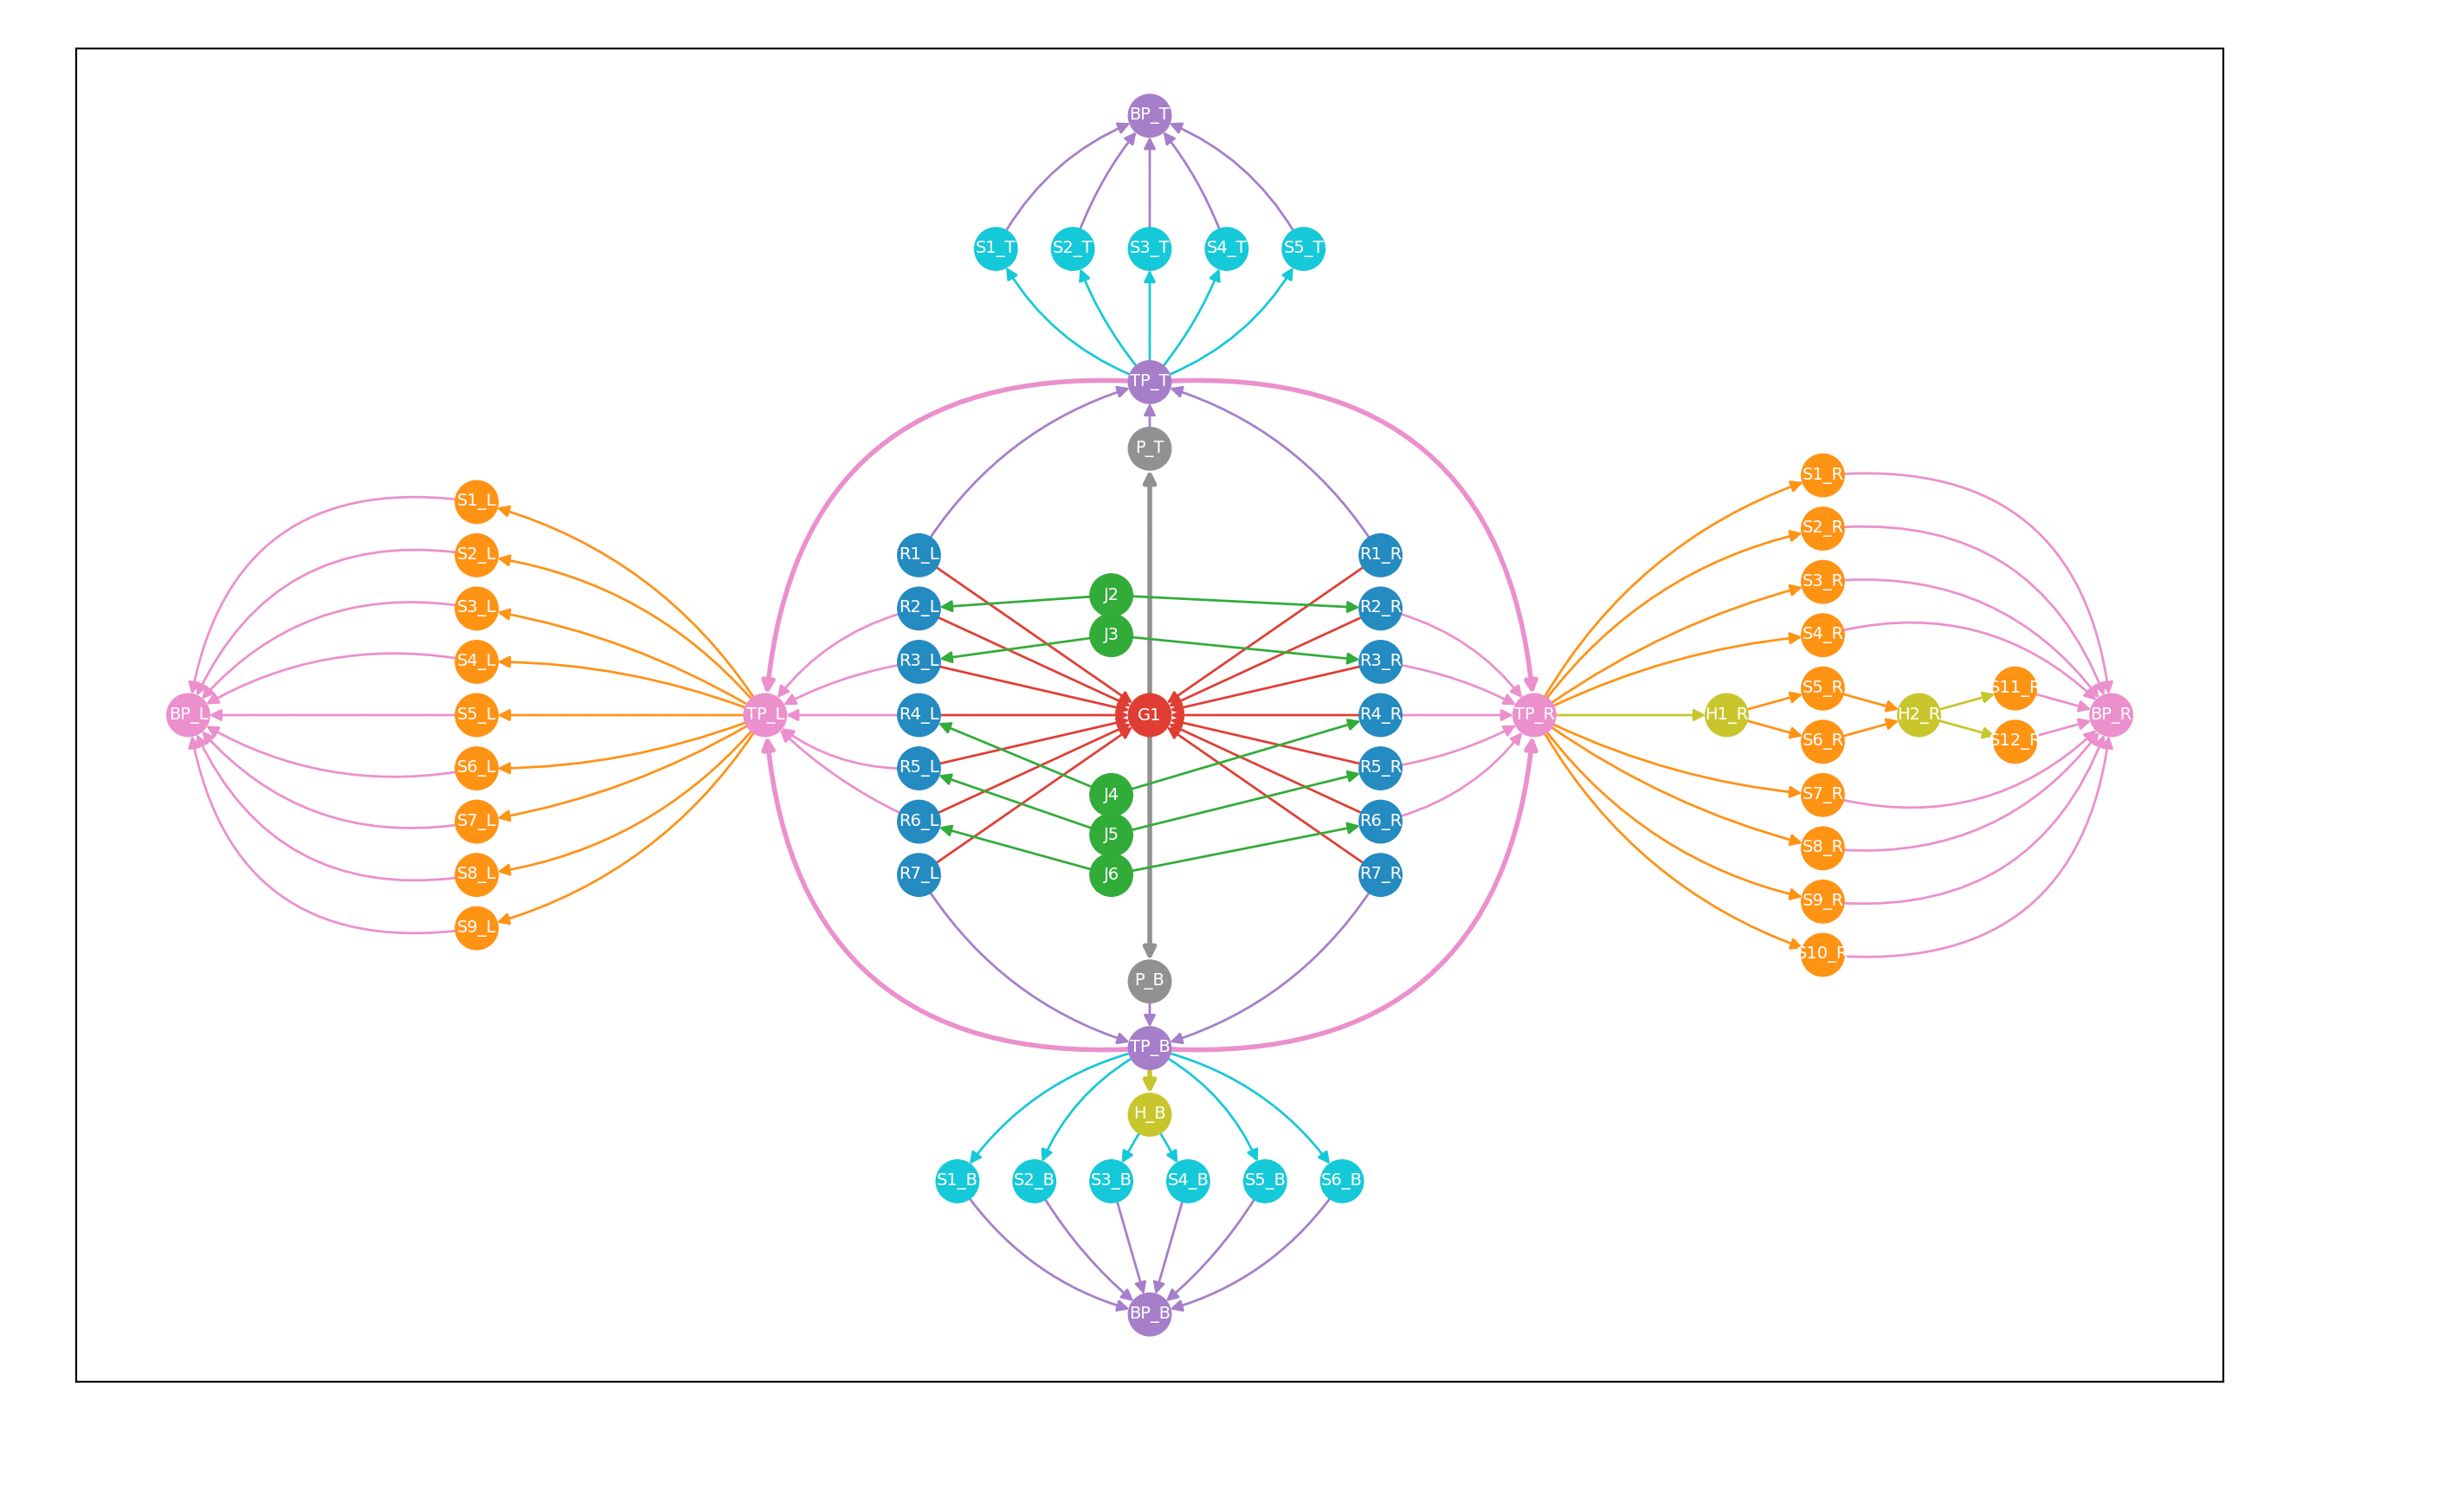 BP_T
S1_T S2_T S3_T S4_T S5_T
TP_T
P_T
S1_R
S1_L
S2_R
S2_L R1_L R1_R
S3_R
J2
S3_L R2_L R2_R
J3 S4_R
S4_L R3_L R3_R
S5_R S11_R
BP_L S5_L TP_L R4_L G1 R4_R TP_R H1_R H2_R BP_R
S6_R S12_R
S6_L R5_L R5_R
J4 S7_R
S7_L R6_L R6_R
J5
S8_R
S8_L R7_L J6 R7_R
S9_R
S9_L
S10_R
P_B
TP_B
H_B
S1_B S2_B S3_B S4_B S5_B S6_B
BP_B